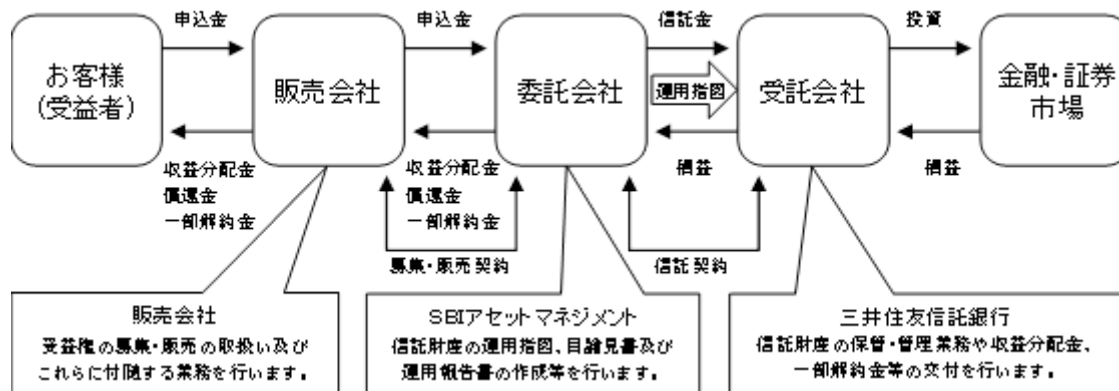 申込金
申込金
信託金
投資
お客様
(受益者)
販売会社
委託会社
運用指図
受託会社
金融・証券
市場
収益分配金
償還金
一部解約金
収益分配金
償還金
一部解約金
損益
損益
募集・販売契約
信託契約
販売会社
受益権の募集・販売の取扱い及び
これらに付随する業務を行います。
SBIアセットマネジメント
信託財産の運用指図、目論見書及び
運用報告書の作成等を行います。
三井住友信託銀行
信託財産の保管・管理業務や収益分配金、
一部解約金等の交付を行います。